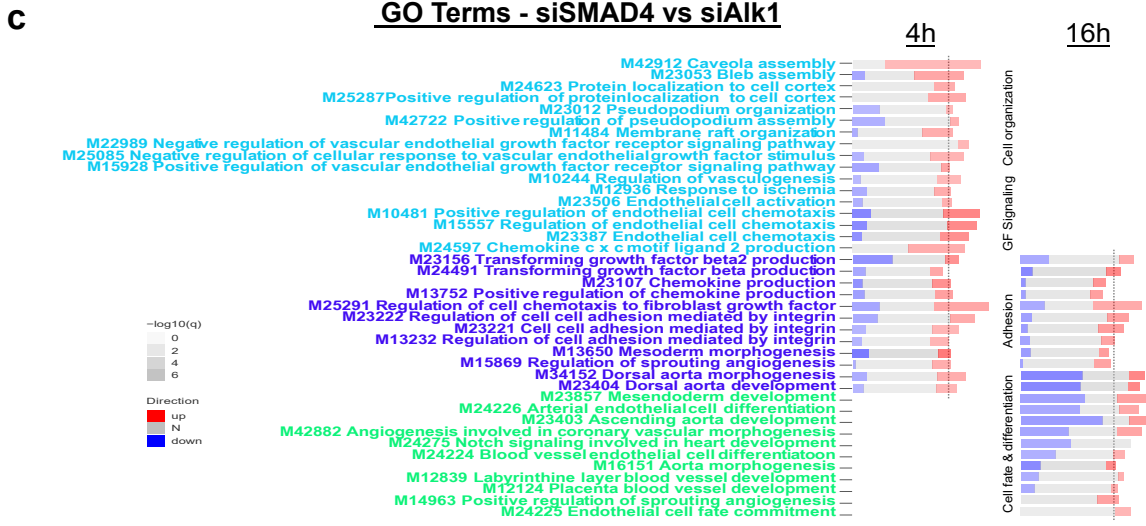 c
GO Terms - siSMAD4 vs siAlk1
4h
16h
M42912 Caveola assembly
M23053 Bleb assembly
M24623 Protein localization to cell cortex
M25287Positive regulation of proteinlocalization to cell cortex
M23012 Pseudopodium organization
M42722 Positive regulation of pseudopodium assembly
M11484 Membrane raft organization
M22989 Negative regulation of vascular endothelial growth factor receptor signaling pathway
M25085 Negative regulation of cellular response to vascular endothelial growth factor stimulus
M15928 Positive regulation of vascular endothelial growth factor receptor signaling pathway
M10244 Regulation of vasculogenesis
M12936 Response to ischemia
M23506 Endothelial cell activation
M10481 Positive regulation of endothelial cell chemotaxis
M15557 Regulation of endothelial cell chemotaxis
M23387 Endothelial cell chemotaxis
M24597 Chemokine c x c motif ligand 2 production
M23156 Transforming growth factor beta2 production
M24491 Transforming growth factor beta production
M23107 Chemokine production
M13752 Positive regulation of chemokine production
M25291 Regulation of cell chemotaxis to fibroblast growth factor
M23222 Regulation of cell cell adhesion mediated by integrin
M23221 Cell cell adhesion mediated by integrin
M13232 Regulation of cell adhesion mediated by integrin
M13650 Mesoderm morphogenesis
M15869 Regulation of sprouting angiogenesis
M34152 Dorsal aorta morphogenesis
M23404 Dorsal aorta development
M23857 Mesendoderm development
M24226 Arterial endothelial cell differentiation
M23403 Ascending aorta development
M42882 Angiogenesis involved in coronary vascular morphogenesis
M24275 Notch signaling involved in heart development
M24224 Blood vessel endothelial cell differentiatoon
M16151 Aorta morphogenesis
M12839 Labyrinthine layer blood vessel development
M12124 Placenta blood vessel development
M14963 Positive regulation of sprouting angiogenesis
M24225 Endothelial cell fate commitment
Cell organization
GF Signaling
Adhesion
Cell fate & differentiation
−log10(q)
0
2
4
6
Direction
up
N
down